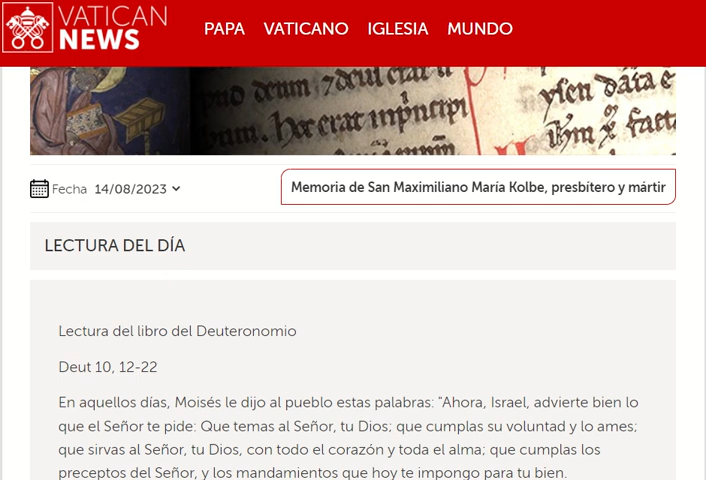 VATICAN
NEWS
PAPA VATICANO IGLESIA MUNDO
Fecha 14/08/2023
Memoria de San Maximiliano María Kolbe, presbítero y mártir
LECTURA DEL DÍA
Lectura del libro del Deuteronomio
Deut 10, 12-22
En aquellos días, Moisés le dijo al pueblo estas palabras: "Ahora, Israel, advierte bien lo
que el Señor te pide: Que temas al Señor, tu Dios; que cumplas su voluntad y lo ames;
que sirvas al Señor, tu Dios, con todo el corazón y toda el alma; que cumplas los
preceptos del Señor, y los mandamientos que hoy te impongo para tu bien.